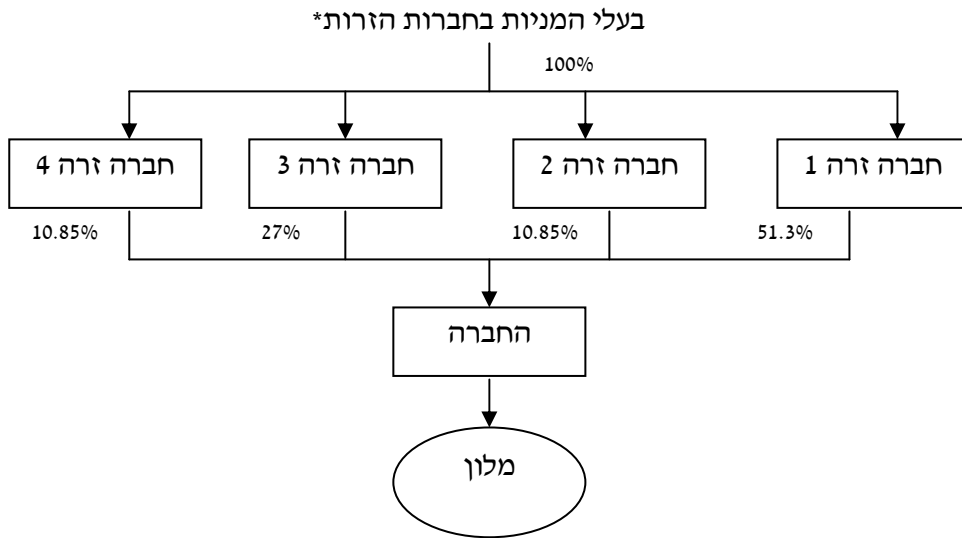 בעלי המניות בחברות הזרות*
100%
חברה זרה 1
חברה זרה 2
חברה זרה 3
חברה זרה 4
51.3%
10.85%
27%
10.85%
החברה
מלון